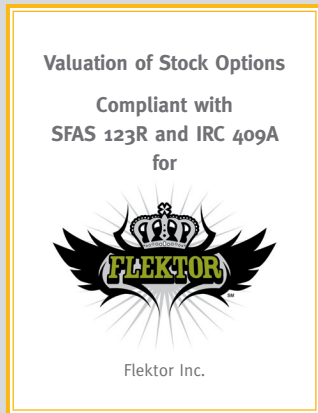 Valuation of Stock Options
Compliant with
SFAS 123R and IRC 409A
for
FLEKTOR
SM
Flektor Inc.